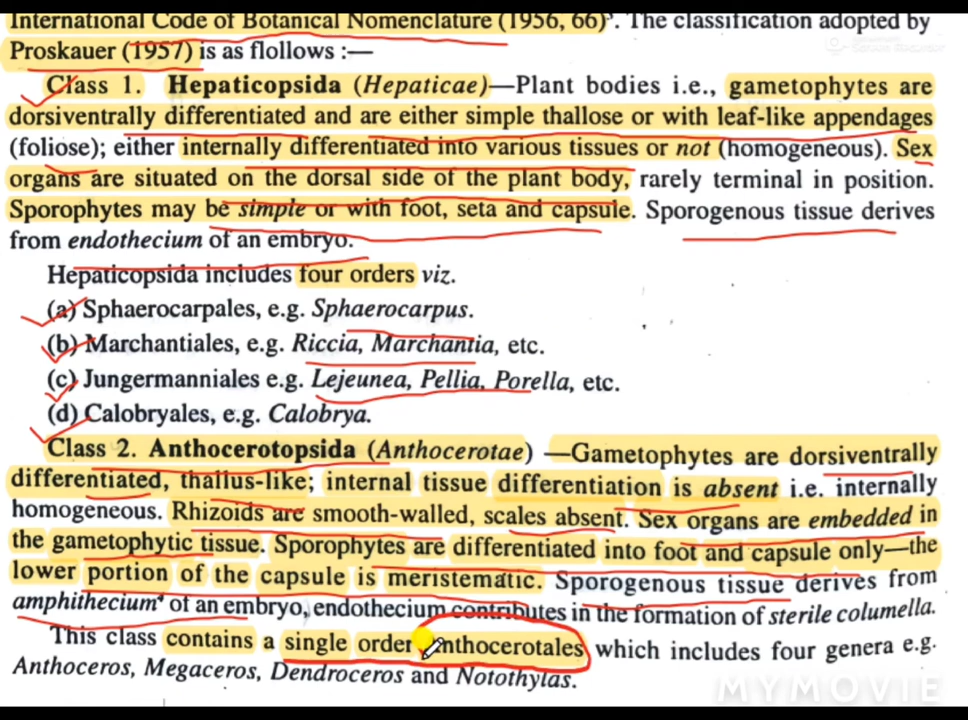 International Code of Botanical Nomenclature (1956, 66)⁵. The classification adopted by
Proskauer (1957) is as flollows :—
Class 1. Hepaticopsida (Hepaticae)—Plant bodies i.e., gametophytes are
dorsiventrally differentiated and are either simple thallose or with leaf-like appendages
(foliose); either internally differentiated into various tissues or not (homogeneous). Sex
organs are situated on the dorsal side of the plant body, rarely terminal in position.
Sporophytes may be simple or with foot, seta and capsule. Sporogenous tissue derives
from endothecium of an embryo.
Hepaticopsida includes four orders viz.
(a) Sphaerocarpales, e.g. Sphaerocarpus.
(b) Marchantiales, e.g. Riccia, Marchantia, etc.
(c) Jungermanniales e.g. Lejeunea, Pellia, Porella, etc.
(d) Calobryales, e.g. Calobrya.
Class 2. Anthocerotopsida (Anthocerotae) —Gametophytes are dorsiventrally
differentiated, thallus-like; internal tissue differentiation is absent i.e. internally
homogeneous. Rhizoids are smooth-walled, scales absent. Sex organs are embedded in
the gametophytic tissue. Sporophytes are differentiated into foot and capsule only—the
lower portion of the capsule is meristematic. Sporogenous tissue derives from
amphithecium⁴ of an embryo, endothecium contributes in the formation of sterile columella.
This class contains a single order Anthocerotales which includes four genera e.g.
Anthoceros, Megaceros, Dendroceros and Notothylas.
MYMOVIE